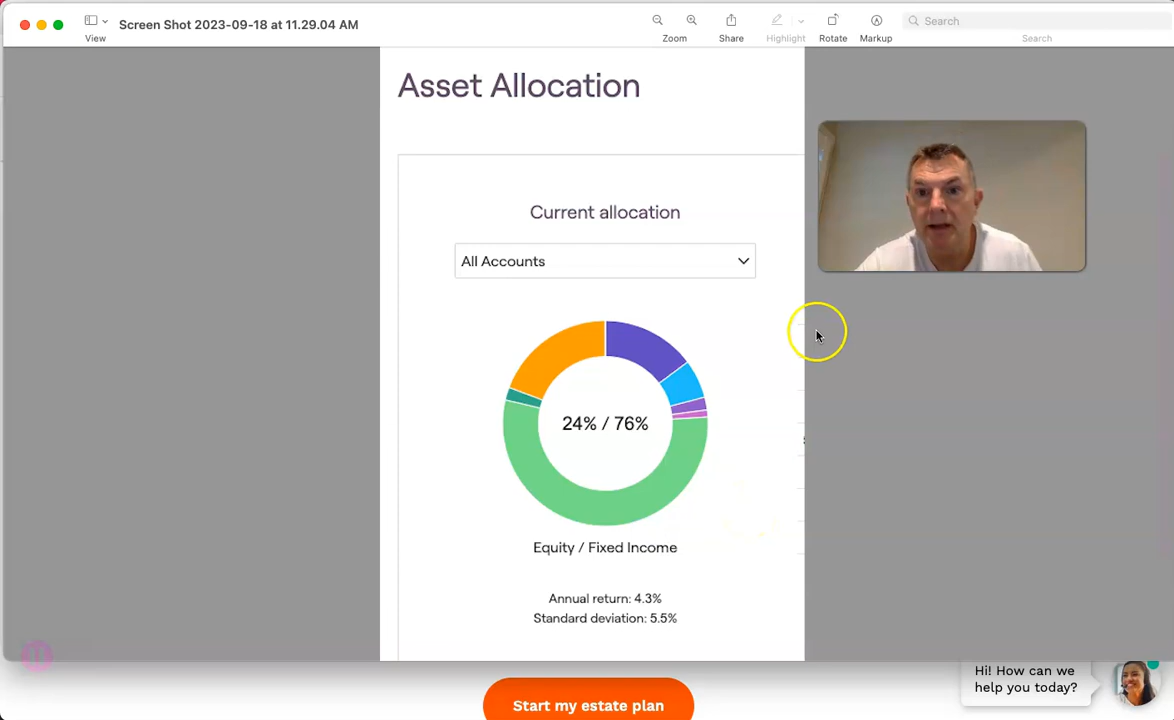 Screen Shot 2023-09-18 at 11.29.04 AM
View
Zoom
Share
Highlight
Rotate
Markup
Search
Search
Asset Allocation
Current allocation
All Accounts
24% / 76%
Equity / Fixed Income
Annual return: 4.3%
Standard deviation: 5.5%
Hi! How can we
help you today?
Start my estate plan